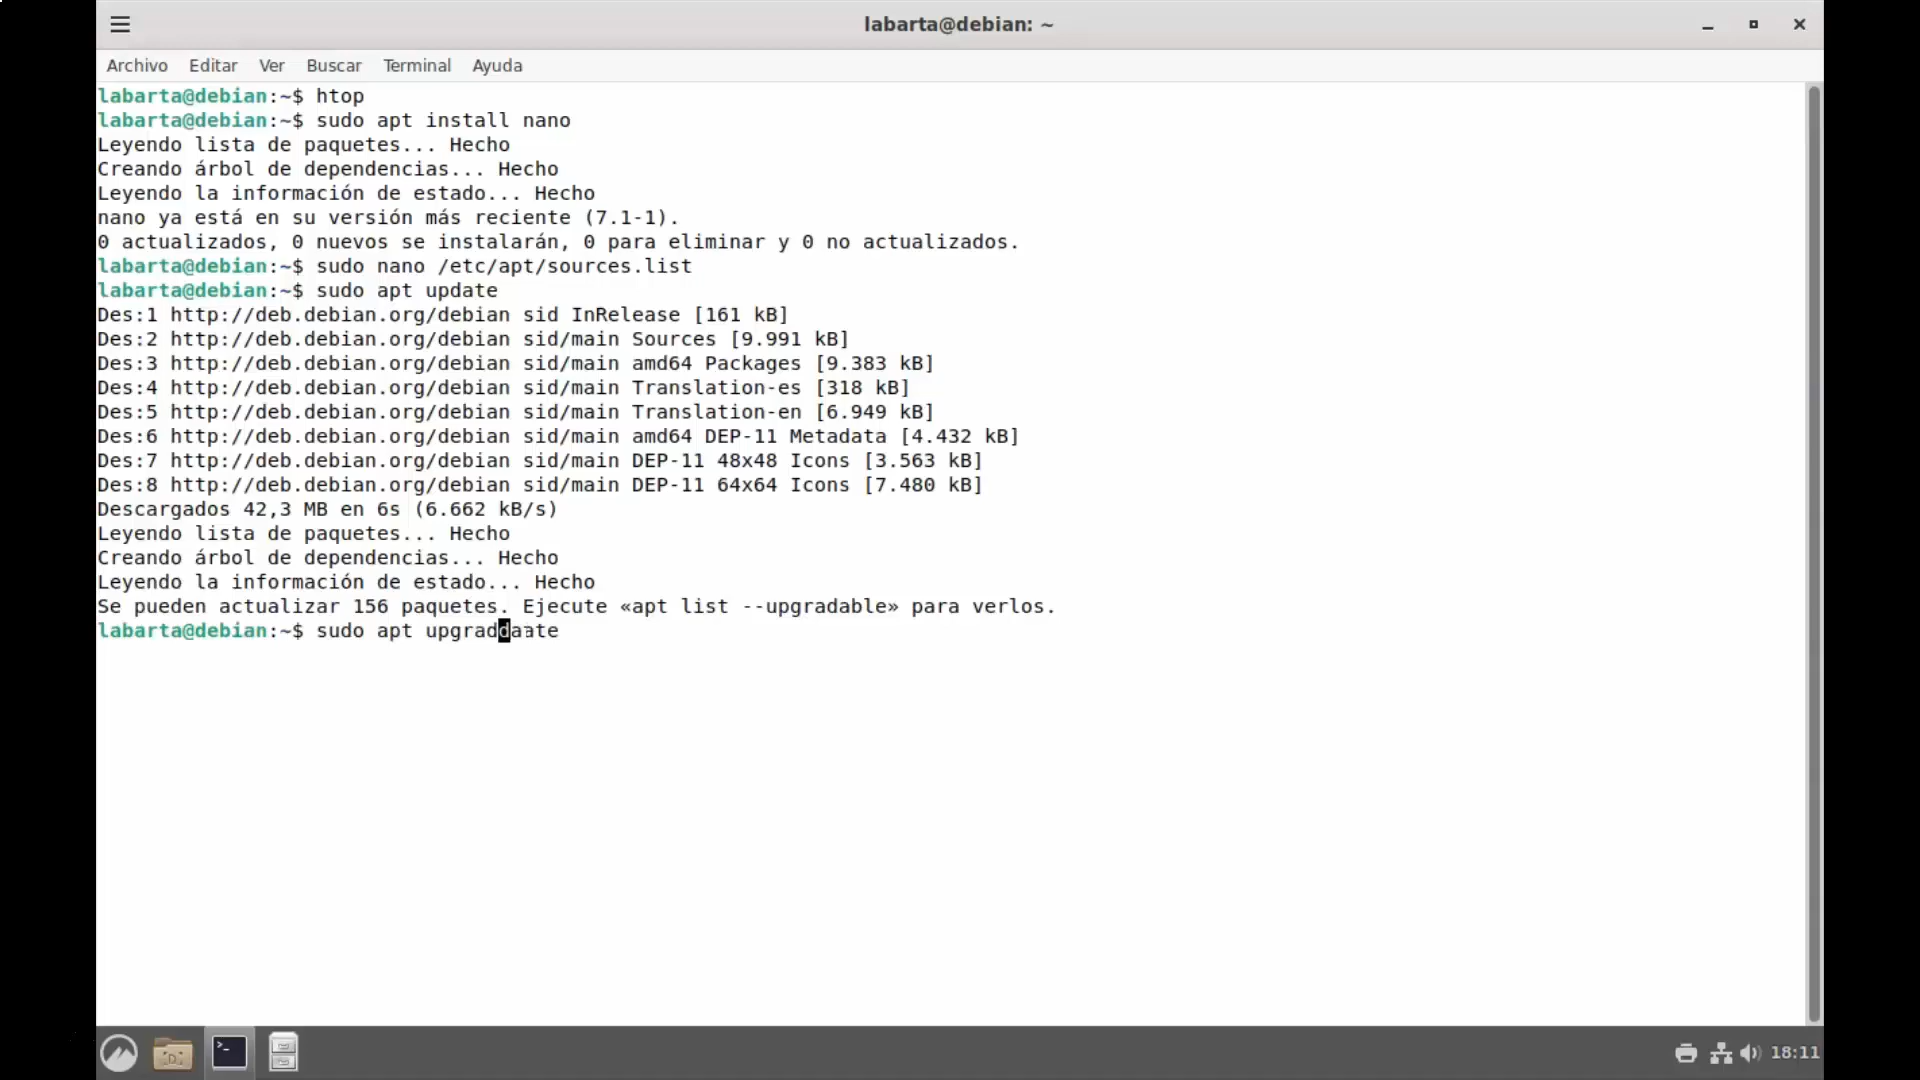 labarta@debian: ~
Archivo Editar Ver Buscar Terminal Ayuda
labarta@debian:~$ htop
labarta@debian:~$ sudo apt install nano
Leyendo lista de paquetes... Hecho
Creando árbol de dependencias... Hecho
Leyendo la información de estado... Hecho
nano ya está en su versión más reciente (7.1-1).
0 actualizados, 0 nuevos se instalarán, 0 para eliminar y 0 no actualizados.
labarta@debian:~$ sudo nano /etc/apt/sources.list
labarta@debian:~$ sudo apt update
Des:1 http://deb.debian.org/debian sid InRelease [161 kB]
Des:2 http://deb.debian.org/debian sid/main Sources [9.991 kB]
Des:3 http://deb.debian.org/debian sid/main amd64 Packages [9.383 kB]
Des:4 http://deb.debian.org/debian sid/main Translation-es [318 kB]
Des:5 http://deb.debian.org/debian sid/main Translation-en [6.949 kB]
Des:6 http://deb.debian.org/debian sid/main amd64 DEP-11 Metadata [4.432 kB]
Des:7 http://deb.debian.org/debian sid/main DEP-11 48x48 Icons [3.563 kB]
Des:8 http://deb.debian.org/debian sid/main DEP-11 64x64 Icons [7.480 kB]
Descargados 42,3 MB en 6s (6.662 kB/s)
Leyendo lista de paquetes... Hecho
Creando árbol de dependencias... Hecho
Leyendo la información de estado... Hecho
Se pueden actualizar 156 paquetes. Ejecute «apt list --upgradable» para verlos.
labarta@debian:~$ sudo apt upgraddaate
18:11